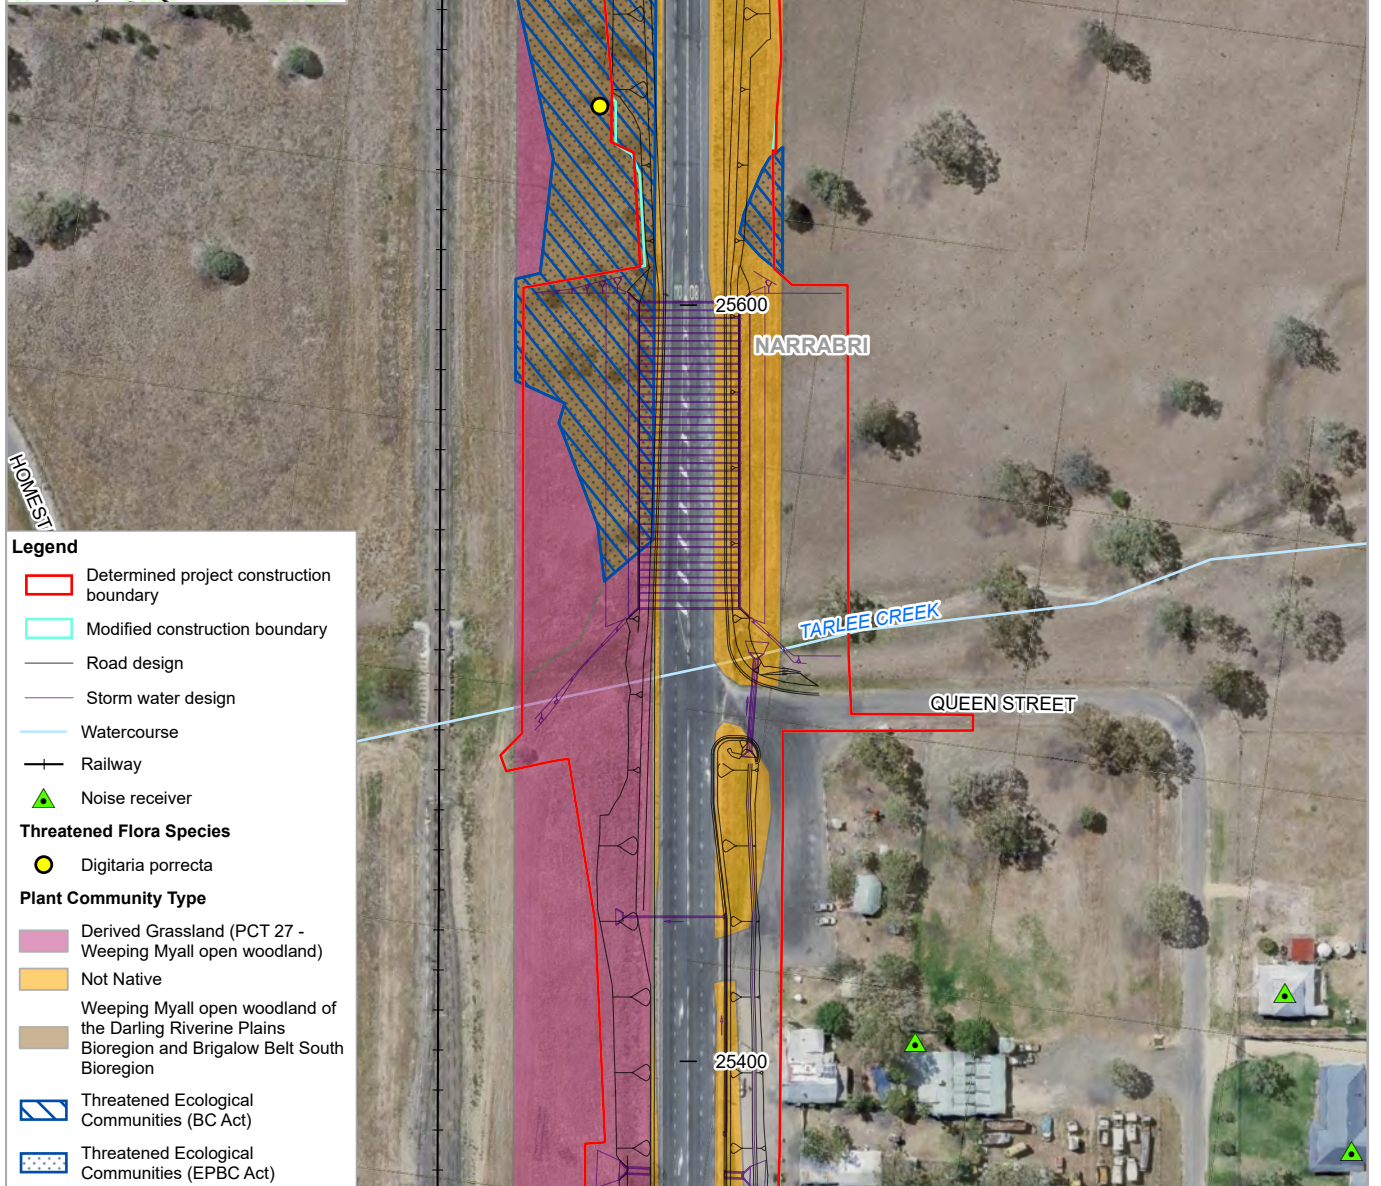 25600
NARRABRI
HOMEST
TARLEE CREEK
QUEEN STREET
25400
Legend
Determined project construction
boundary
Modified construction boundary
Road design
Storm water design
Watercourse
Railway
Noise receiver
Threatened Flora Species
Digitaria porrecta
Plant Community Type
Derived Grassland (PCT 27 -
Weeping Myall open woodland)
Not Native
Weeping Myall open woodland of
the Darling Riverine Plains
Bioregion and Brigalow Belt South
Bioregion
Threatened Ecological
Communities (BC Act)
Threatened Ecological
Communities (EPBC Act)